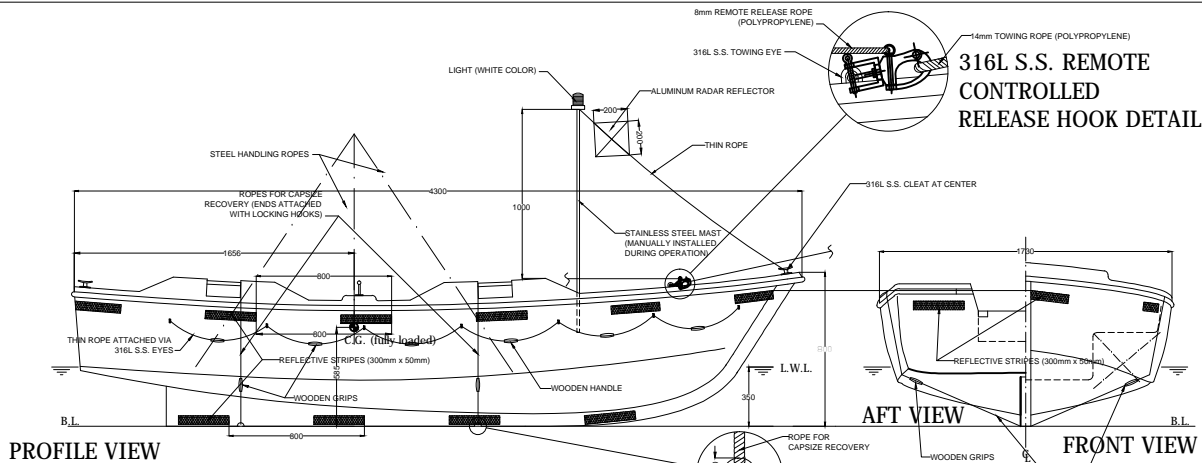 8mm REMOTE RELEASE ROPE
(POLYPROPYLENE)
14mm TOWING ROPE (POLYPROPYLENE)
316L S.S. TOWING EYE
316L S.S. REMOTE
CONTROLLED
RELEASE HOOK DETAIL
LIGHT (WHITE COLOR)
ALUMINUM RADAR REFLECTOR
200
200
THIN ROPE
STEEL HANDLING ROPES
4300
316L S.S. CLEAT AT CENTER
ROPES FOR CAPSIZE
RECOVERY (ENDS ATTACHED
WITH LOCKING HOOKS)
1000
STAINLESS STEEL MAST
(MANUALLY INSTALLED
DURING OPERATION)
1656
1730
800
800
C.G. (fully loaded)
THIN ROPE ATTACHED VIA
316L S.S. EYES
REFLECTIVE STRIPES (300mm x 50mm)
585
REFLECTIVE STRIPES (300mm x 50mm)
L.W.L.
WOODEN HANDLE
WOODEN GRIPS
350
B.L.
800
AFT VIEW
B.L.
PROFILE VIEW
ROPE FOR
CAPSIZE RECOVERY
WOODEN GRIPS
FRONT VIEW